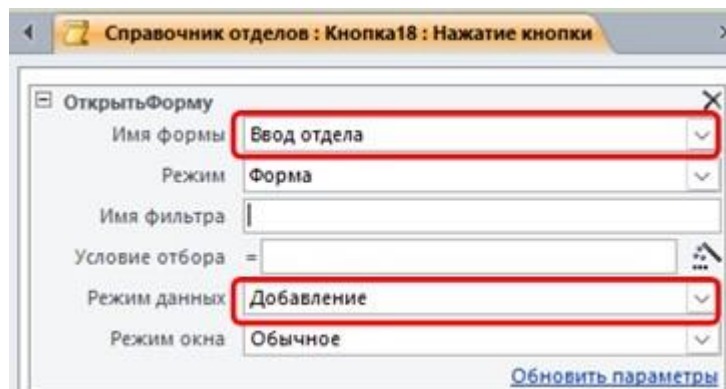 Справочник отделов : Кнопка18 : Нажатие кнопки
ОткрытьФорму
Имя формы Ввод отдела
Режим Форма
Имя фильтра
Условие отбора =
Режим данных Добавление
Режим окна Обычное
Обновить параметры